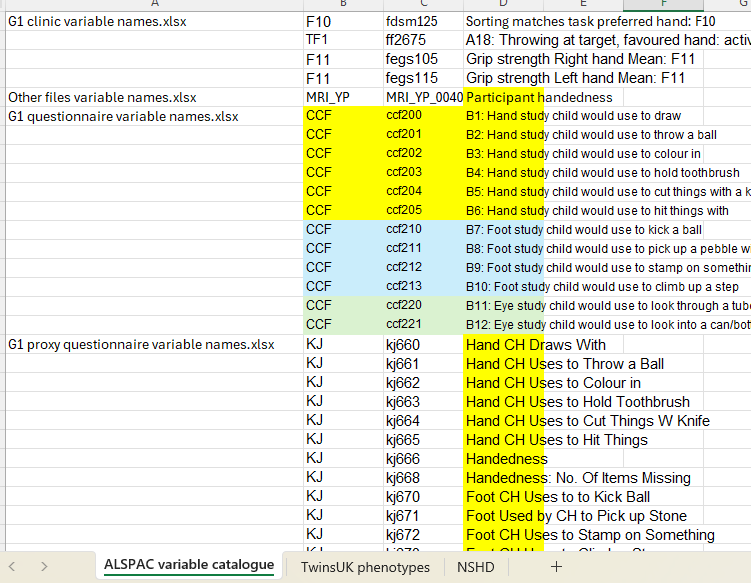 A B C D E F G
G1 clinic variable names.xlsx F10 fdsm125 Sorting matches task preferred hand: F10
TF1 ff2675 A18: Throwing at target, favoured hand: activ
F11 fegs105 Grip strength Right hand Mean: F11
F11 fegs115 Grip strength Left hand Mean: F11
Other files variable names.xlsx MRI_YP MRI_YP_0040 Participant handedness
G1 questionnaire variable names.xlsx CCF ccf200 B1: Hand study child would use to draw
CCF ccf201 B2: Hand study child would use to throw a ball
CCF ccf202 B3: Hand study child would use to colour in
CCF ccf203 B4: Hand study child would use to hold toothbrush
CCF ccf204 B5: Hand study child would use to cut things with a k
CCF ccf205 B6: Hand study child would use to hit things with
CCF ccf210 B7: Foot study child would use to kick a ball
CCF ccf211 B8: Foot study child would use to pick up a pebble w
CCF ccf212 B9: Foot study child would use to stamp on somethin
CCF ccf213 B10: Foot study child would use to climb up a step
CCF ccf220 B11: Eye study child would use to look through a tube
CCF ccf221 B12: Eye study child would use to look into a can/bot
G1 proxy questionnaire variable names.xlsx KJ kj660 Hand CH Draws With
KJ kj661 Hand CH Uses to Throw a Ball
KJ kj662 Hand CH Uses to Colour in
KJ kj663 Hand CH Uses to Hold Toothbrush
KJ kj664 Hand CH Uses to Cut Things W Knife
KJ kj665 Hand CH Uses to Hit Things
KJ kj666 Handedness
KJ kj668 Handedness: No. Of Items Missing
KJ kj670 Foot CH Uses to to Kick Ball
KJ kj671 Foot Used by CH to Pick up Stone
KJ kj672 Foot CH Uses to Stamp on Something
ALSPAC variable catalogue TwinsUK phenotypes NSHD +